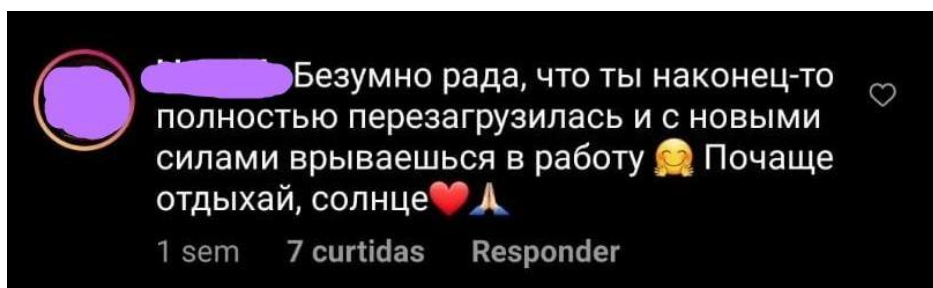 Безумно рада, что ты наконец-то
полностью перезагрузилась и с новыми
силами врываешься в работу 🤗 Почаще
отдыхай, солнце❤️🙏🏻
1 sem 7 curtidas Responder